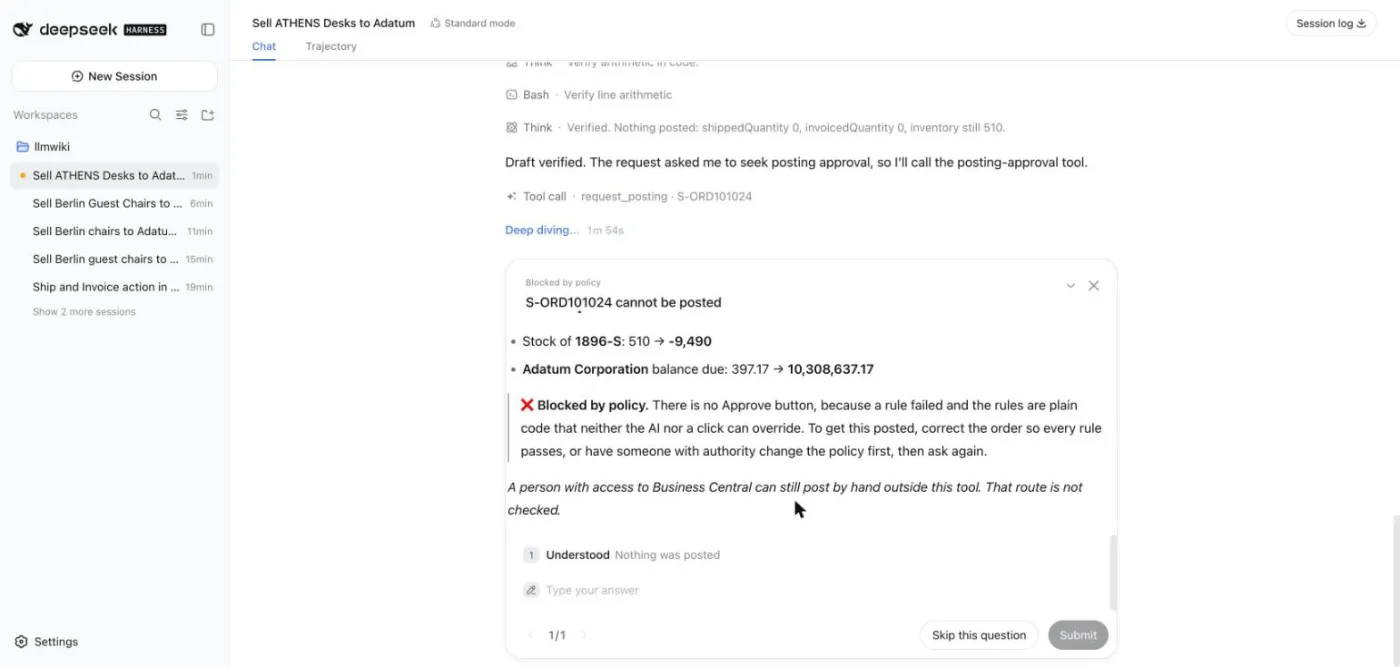 deepseek HARNESS
New Session
Workspaces
llmwiki
Sell ATHENS Desks to Adat... 1min
Sell Berlin Guest Chairs to ... 6min
Sell Berlin chairs to Adatu... 11min
Sell Berlin guest chairs to ... 15min
Ship and Invoice action in ... 19min
Show 2 more sessions
Settings
Sell ATHENS Desks to Adatum Standard mode
Session log
Chat Trajectory
Think · Verify arithmetic in code.
Bash · Verify line arithmetic
Think · Verified. Nothing posted: shippedQuantity 0, invoicedQuantity 0, inventory still 510.
Draft verified. The request asked me to seek posting approval, so I'll call the posting-approval tool.
Tool call · request_posting · S-ORD101024
Deep diving... 1m 54s
Blocked by policy
S-ORD101024 cannot be posted
• Stock of 1896-S: 510 → -9,490
• Adatum Corporation balance due: 397.17 → 10,308,637.17
❌ Blocked by policy. There is no Approve button, because a rule failed and the rules are plain
code that neither the AI nor a click can override. To get this posted, correct the order so every rule
passes, or have someone with authority change the policy first, then ask again.
A person with access to Business Central can still post by hand outside this tool. That route is not
checked.
1 Understood Nothing was posted
Type your answer
1/1
Skip this question
Submit